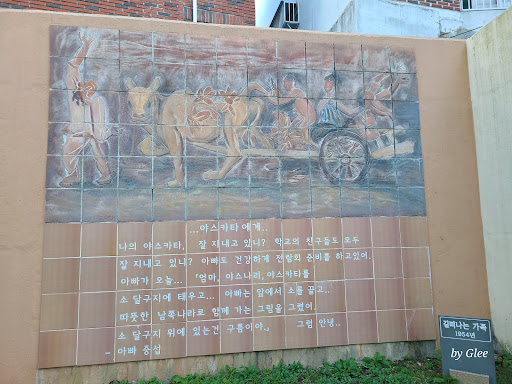 by Glee
...야스카타 에게..
나의 야스카타, 잘 지내고 있니? 학교의 친구들도 모두
잘 지내고 있니? 아빠도 건강하게 전람회 준비를 하고있어.
아빠가 오늘... 「엄마, 야스나리, 야스카타를
소 달구지에 태우고... 아빠는 앞에서 소를 끌고..
따뜻한 남쪽나라로 함께 가는 그림을 그렸어.
소 달구지 위에 있는건 구름이야.」 그럼 안녕..
- 아빠 중섭
길떠나는 가족
1954년
by Glee